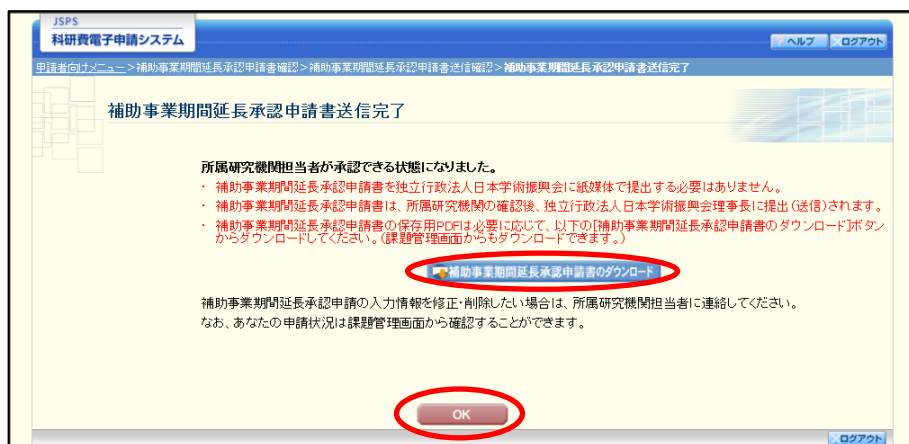 JSPS
科研費電子申請システム
ヘルプ
ログアウト
申請者向けメニュー>補助事業期間延長承認申請書確認>補助事業期間延長承認申請書送信確認>補助事業期間延長承認申請書送信完了
補助事業期間延長承認申請書送信完了
所属研究機関担当者が承認できる状態になりました。
・ 補助事業期間延長承認申請書を独立行政法人日本学術振興会に紙媒体で提出する必要はありません。
・ 補助事業期間延長承認申請書は、所属研究機関の確認後、独立行政法人日本学術振興会理事長に提出(送信)されます。
・ 補助事業期間延長承認申請書の保存用PDFは必要に応じて、以下の[補助事業期間延長承認申請書のダウンロード]ボタン
からダウンロードしてください。(課題管理画面からもダウンロードできます。)
補助事業期間延長承認申請書のダウンロード
補助事業期間延長承認申請の入力情報を修正・削除したい場合は、所属研究機関担当者に連絡してください。
なお、あなたの申請状況は課題管理画面から確認することができます。
OK
ログアウト